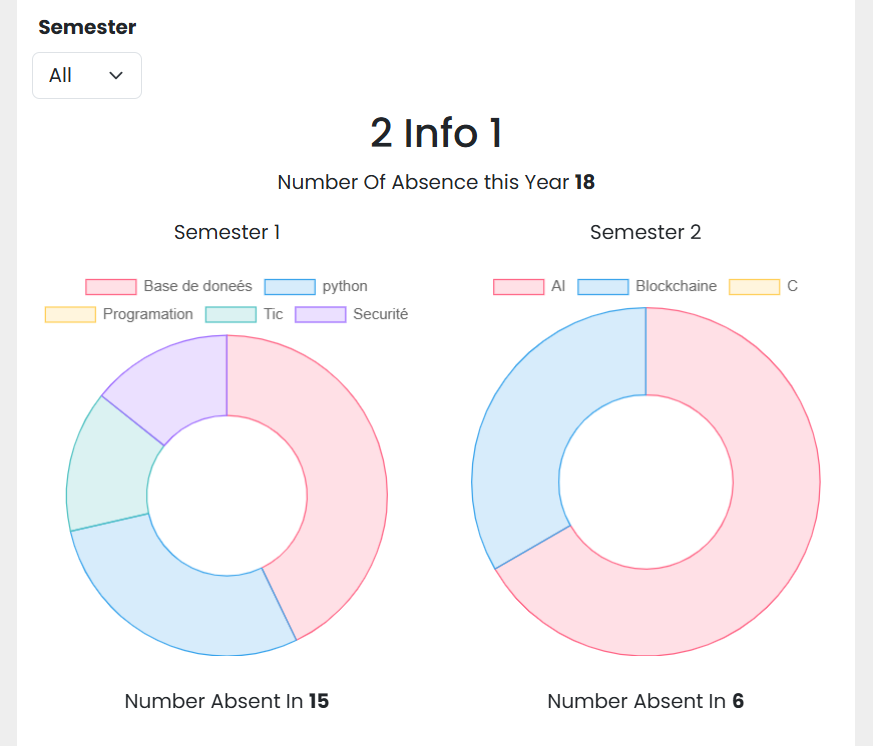 Semester
All
2 Info 1
Number Of Absence this Year 18
Semester 1
Base de doneés python
Programation Tic Securité
Number Absent In 15
Semester 2
AI Blockchaine C
Number Absent In 6